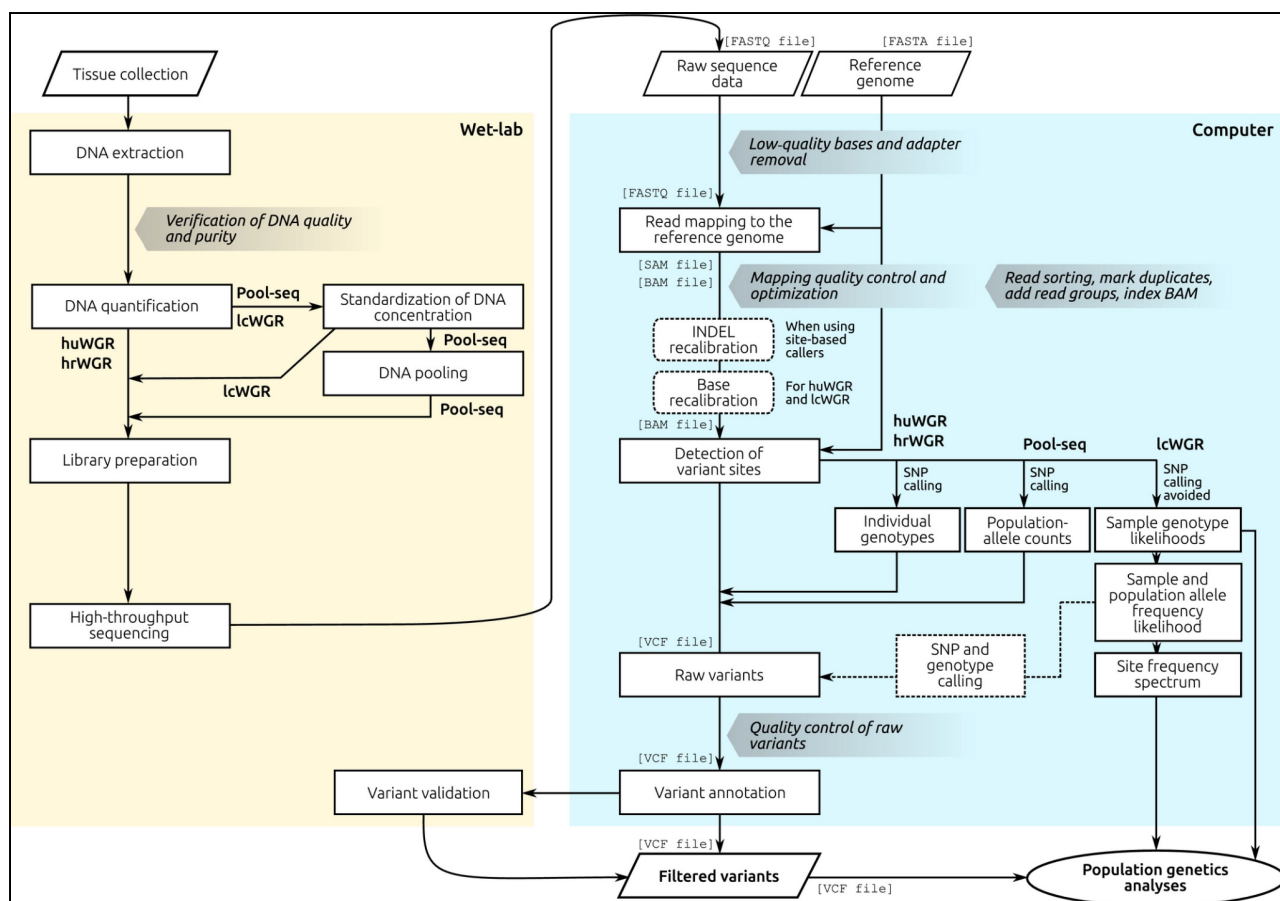 [FASTQ file]
[FASTA file]
Tissue collection
Raw sequence
data
Reference
genome
Wet-lab
Computer
DNA extraction
Low-quality bases and adapter
removal
[FASTQ file]
Verification of DNA quality
and purity
Read mapping to the
reference genome
[SAM file]
[BAM file]
Mapping quality control and
optimization
Read sorting, mark duplicates,
add read groups, index BAM
DNA quantification
Pool-seq
lcWGR
Standardization of DNA
concentration
huWGR
hrWGR
Pool-seq
lcWGR
DNA pooling
Pool-seq
INDEL
recalibration
When using
site-based
callers
Base
recalibration
For huWGR
and lcWGR
[BAM file]
Library preparation
Detection of
variant sites
huWGR
hrWGR
Pool-seq
lcWGR
SNP
calling
SNP
calling
SNP
calling
avoided
Individual
genotypes
Population-
allele counts
Sample genotype
likelihoods
High-throughput
sequencing
Sample and
population allele
frequency
likelihood
[VCF file]
Raw variants
SNP and
genotype
calling
Site frequency
spectrum
Quality control of raw
variants
[VCF file]
Variant validation
Variant annotation
[VCF file]
Filtered variants
[VCF file]
Population genetics
analyses